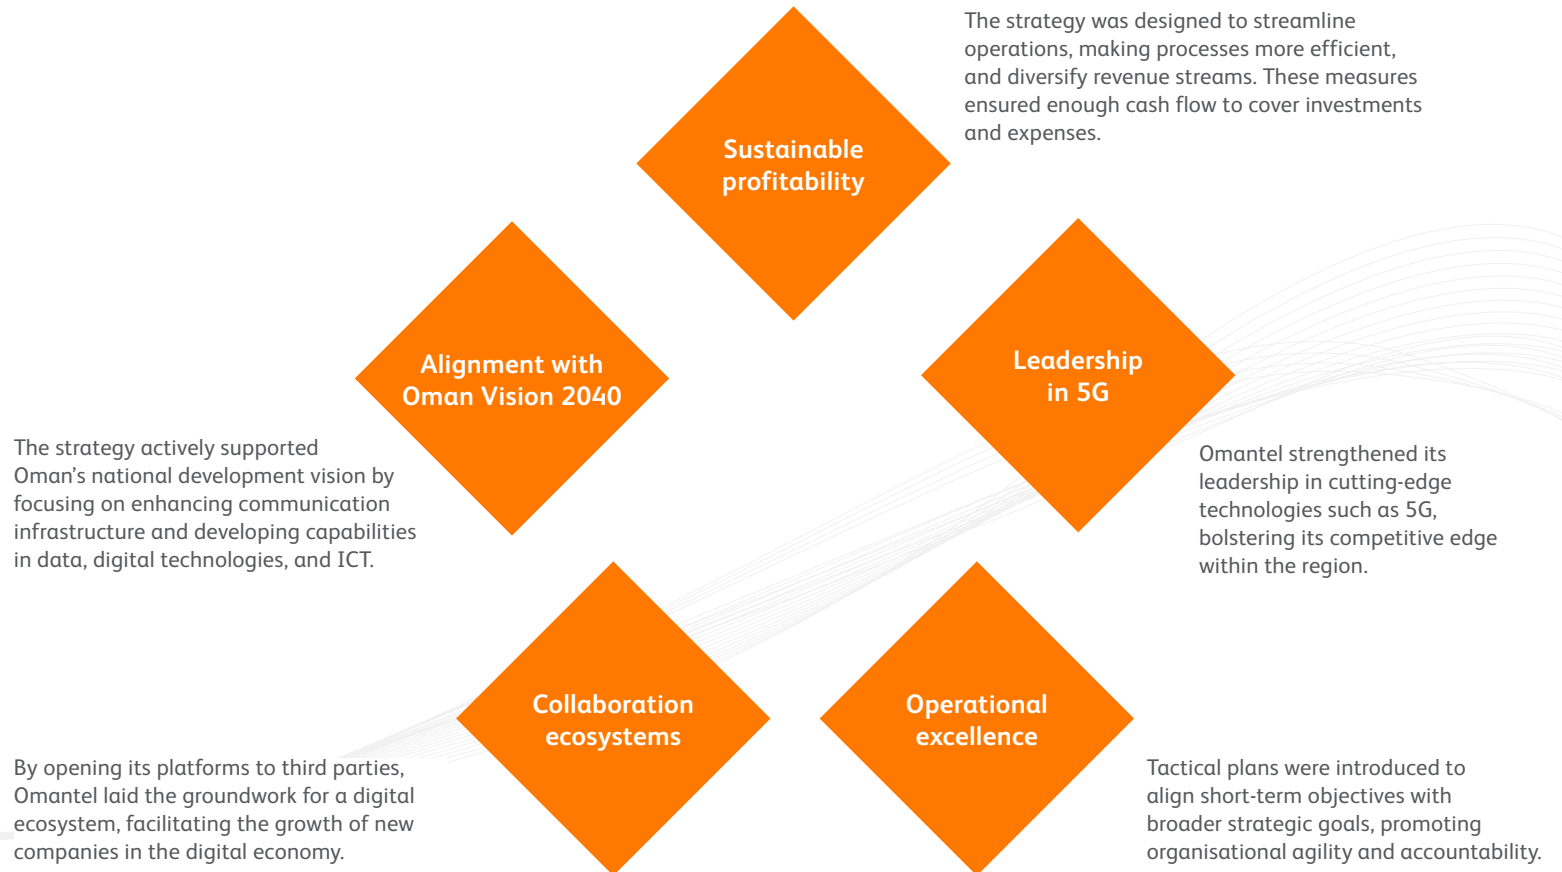 Sustainable
profitability
The strategy was designed to streamline
operations, making processes more efficient,
and diversify revenue streams. These measures
ensured enough cash flow to cover investments
and expenses.
Leadership
in 5G
Omantel strengthened its
leadership in cutting-edge
technologies such as 5G,
bolstering its competitive edge
within the region.
Operational
excellence
Tactical plans were introduced to
align short-term objectives with
broader strategic goals, promoting
organisational agility and accountability.
Collaboration
ecosystems
By opening its platforms to third parties,
Omantel laid the groundwork for a digital
ecosystem, facilitating the growth of new
companies in the digital economy.
Alignment with
Oman Vision 2040
The strategy actively supported
Oman’s national development vision by
focusing on enhancing communication
infrastructure and developing capabilities
in data, digital technologies, and ICT.